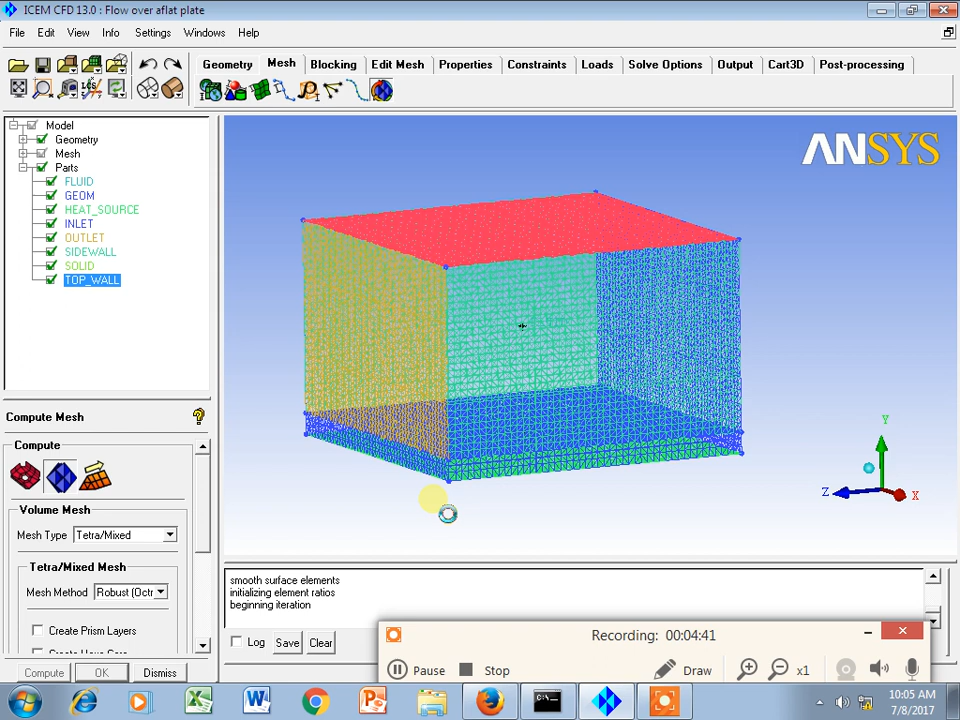 ICEM CFD 13.0 : Flow over aflat plate
File Edit View Info Settings Windows Help
Geometry Mesh Blocking Edit Mesh Properties Constraints Loads Solve Options Output Cart3D Post-processing
Model
Geometry
Mesh
Parts
FLUID
GEOM
HEAT_SOURCE
INLET
OUTLET
SIDEWALL
SOLID
TOP_WALL
ANSYS
Compute Mesh
Compute
Volume Mesh
Mesh Type Tetra/Mixed
Tetra/Mixed Mesh
Mesh Method Robust (Octr
Create Prism Layers
Compute OK Dismiss
Y
Z
X
smooth surface elements
initializing element ratios
beginning iteration
Log Save Clear
Recording: 00:04:41
Pause Stop Draw x1
10:05 AM
7/8/2017